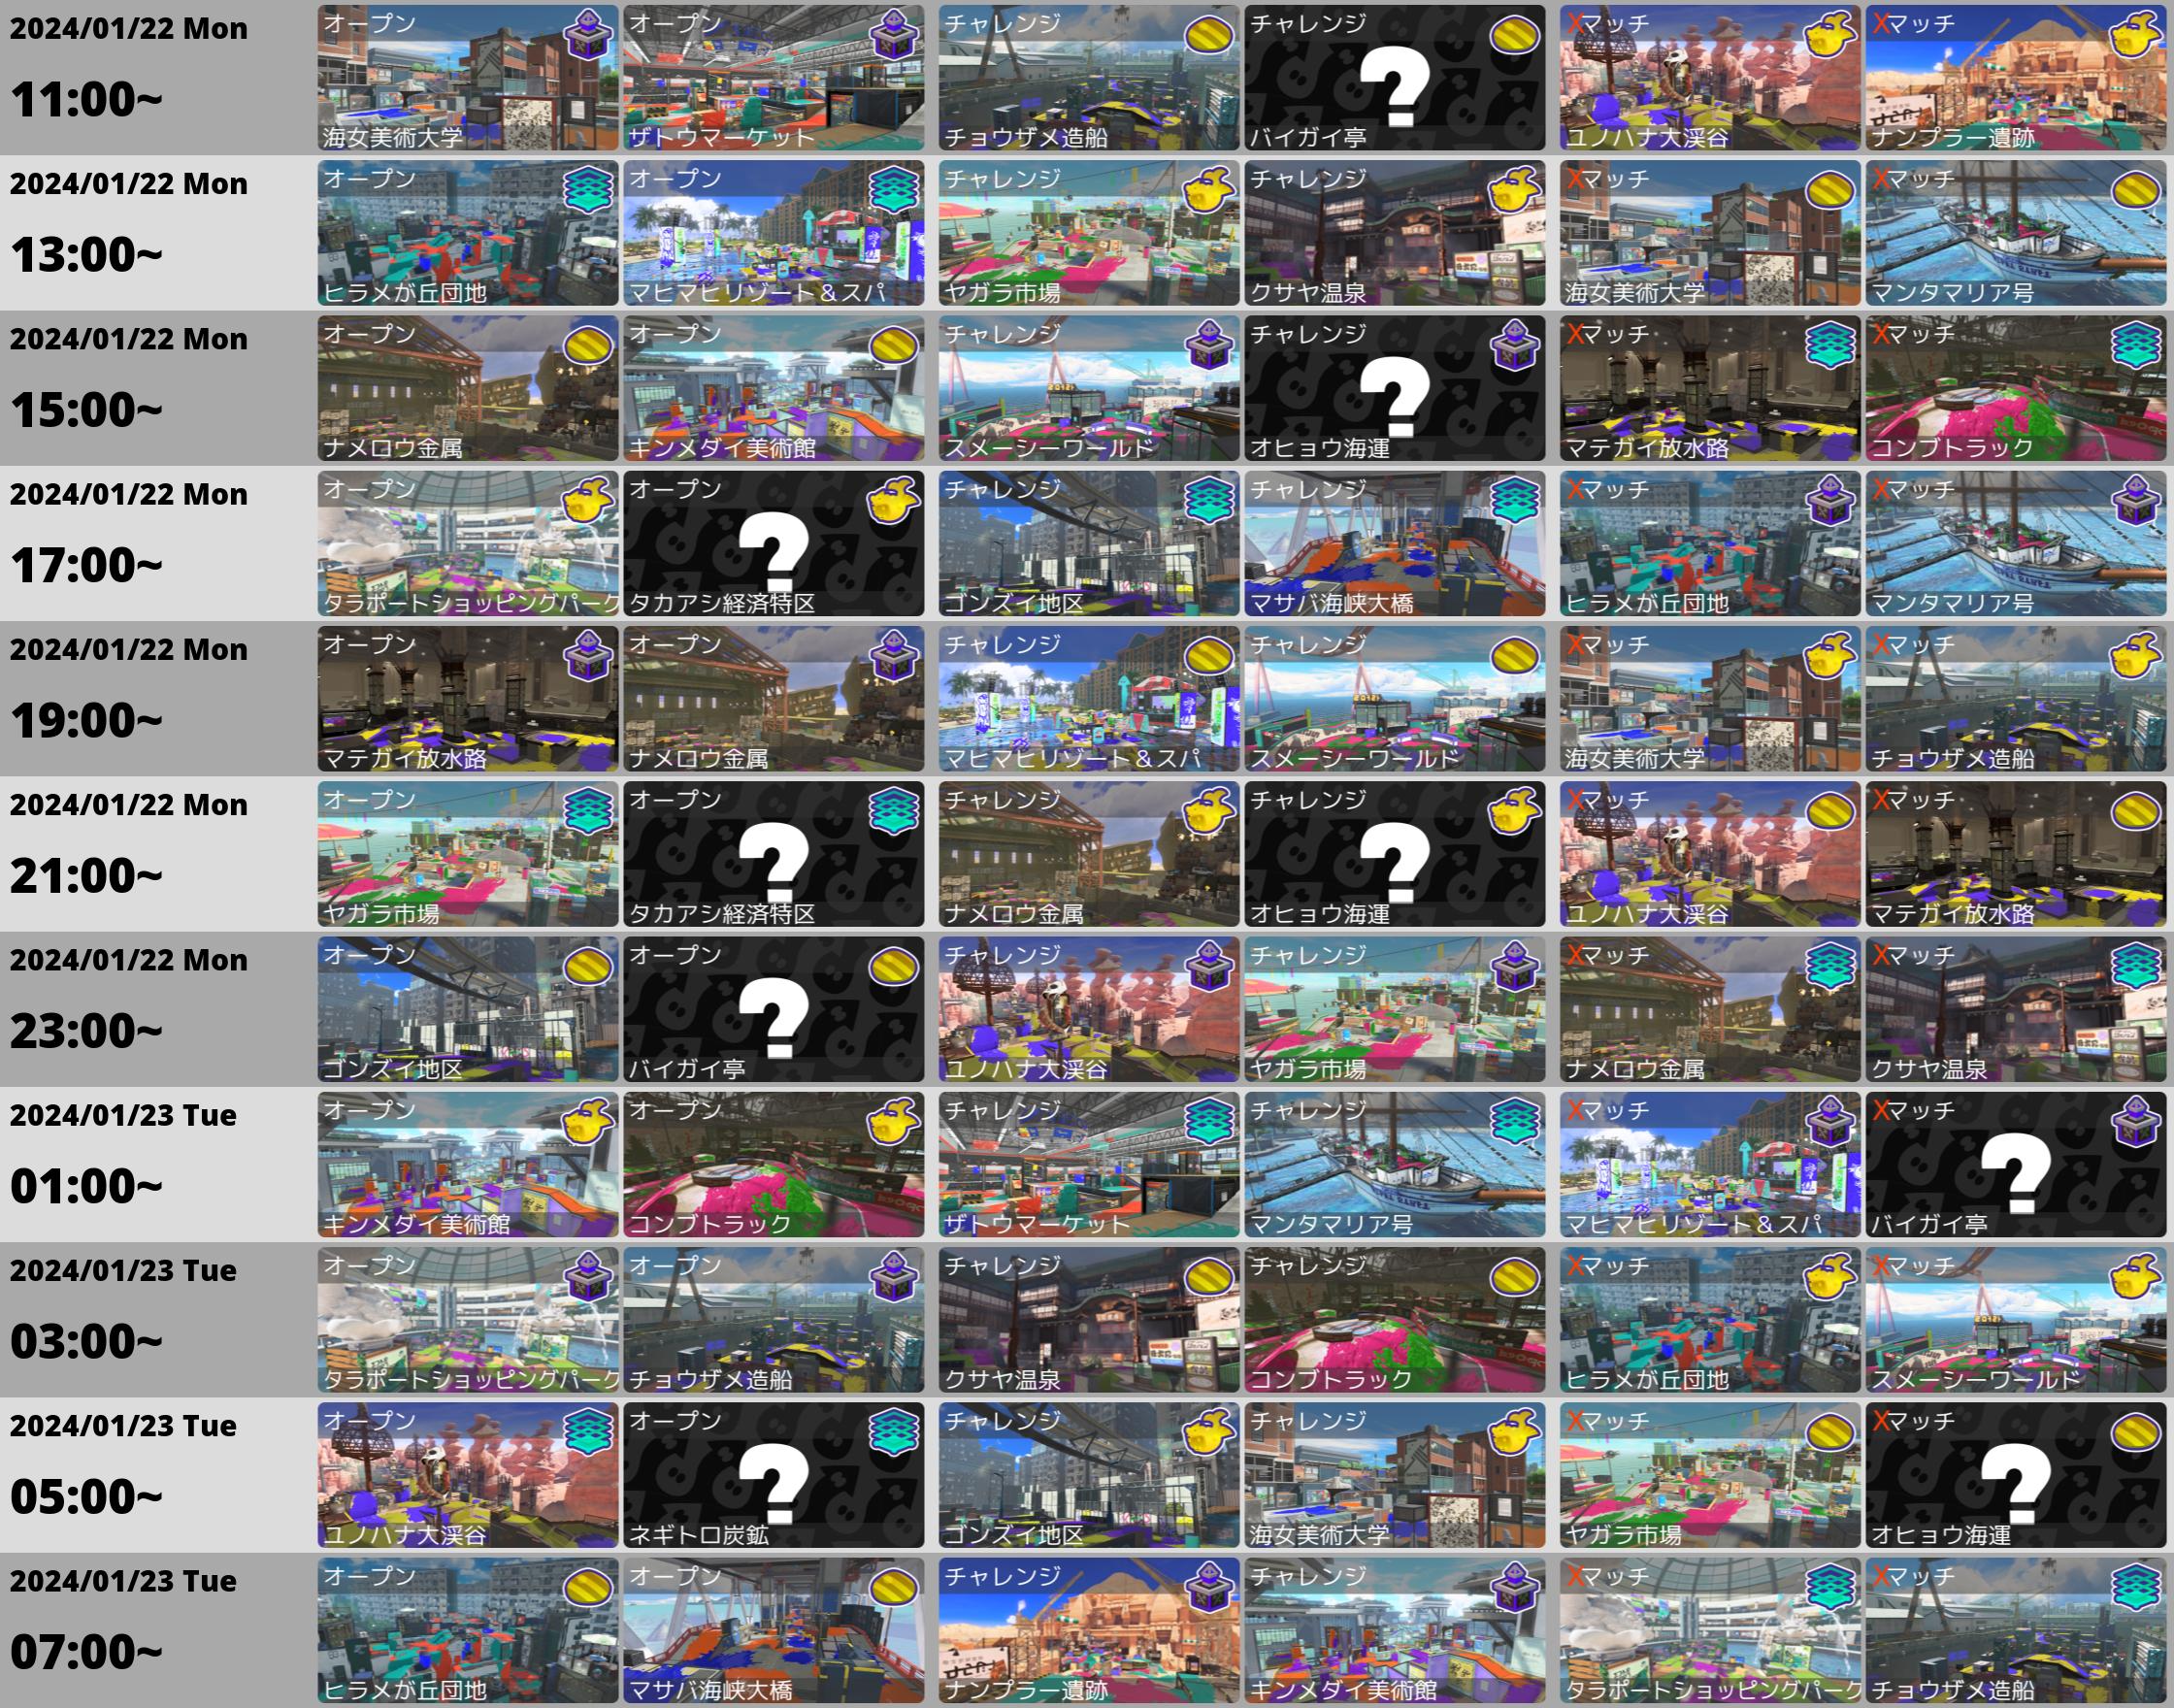 2024/01/22 Mon
11:00~
オープン
海女美術大学
オープン
ザトウマーケット
チャレンジ
チョウザメ造船
チャレンジ
?
バイガイ亭
Xマッチ
ユノハナ大渓谷
Xマッチ
ナンプラー遺跡
2024/01/22 Mon
13:00~
オープン
ヒラメが丘団地
オープン
マヒマヒリゾート&スパ
チャレンジ
ヤガラ市場
チャレンジ
クサヤ温泉
Xマッチ
海女美術大学
Xマッチ
マンタマリア号
2024/01/22 Mon
15:00~
オープン
ナメロウ金属
オープン
キンメダイ美術館
チャレンジ
スメーシーワールド
チャレンジ
?
オヒョウ海運
Xマッチ
マテガイ放水路
Xマッチ
コンブトラック
2024/01/22 Mon
17:00~
オープン
タラポートショッピングパーク
オープン
?
タカアシ経済特区
チャレンジ
ゴンズイ地区
チャレンジ
マサバ海峡大橋
Xマッチ
ヒラメが丘団地
Xマッチ
マンタマリア号
2024/01/22 Mon
19:00~
オープン
マテガイ放水路
オープン
ナメロウ金属
チャレンジ
マヒマヒリゾート&スパ
チャレンジ
スメーシーワールド
Xマッチ
海女美術大学
Xマッチ
チョウザメ造船
2024/01/22 Mon
21:00~
オープン
ヤガラ市場
オープン
?
タカアシ経済特区
チャレンジ
ナメロウ金属
チャレンジ
?
オヒョウ海運
Xマッチ
ユノハナ大渓谷
Xマッチ
マテガイ放水路
2024/01/22 Mon
23:00~
オープン
ゴンズイ地区
オープン
?
バイガイ亭
チャレンジ
ユノハナ大渓谷
チャレンジ
ヤガラ市場
Xマッチ
ナメロウ金属
Xマッチ
クサヤ温泉
2024/01/23 Tue
01:00~
オープン
キンメダイ美術館
オープン
コンブトラック
チャレンジ
ザトウマーケット
チャレンジ
マンタマリア号
Xマッチ
マヒマヒリゾート&スパ
Xマッチ
?
バイガイ亭
2024/01/23 Tue
03:00~
オープン
タラポートショッピングパーク
オープン
チョウザメ造船
チャレンジ
クサヤ温泉
チャレンジ
コンブトラック
Xマッチ
ヒラメが丘団地
Xマッチ
スメーシーワールド
2024/01/23 Tue
05:00~
オープン
ユノハナ大渓谷
オープン
?
ネギトロ炭鉱
チャレンジ
ゴンズイ地区
チャレンジ
海女美術大学
Xマッチ
ヤガラ市場
Xマッチ
?
オヒョウ海運
2024/01/23 Tue
07:00~
オープン
ヒラメが丘団地
オープン
マサバ海峡大橋
チャレンジ
ナンプラー遺跡
チャレンジ
キンメダイ美術館
Xマッチ
タラポートショッピングパーク
Xマッチ
チョウザメ造船